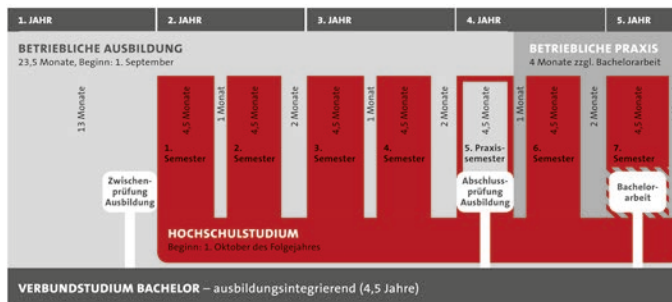 1. JAHR
2. JAHR
3. JAHR
4. JAHR
5. JAHR
BETRIEBLICHE AUSBILDUNG
23,5 Monate, Beginn: 1. September
BETRIEBLICHE PRAXIS
4 Monate zzgl. Bachelorarbeit
13 Monate
4,5 Monate
1 Monat
4,5 Monate
2 Monate
4,5 Monate
1 Monat
4,5 Monate
2 Monate
4,5 Monate
1 Monat
4,5 Monate
2 Monate
4,5 Monate
1.
Semester
2.
Semester
3.
Semester
4.
Semester
5. Praxis-
semester
6.
Semester
7.
Semester
Zwischen-
prüfung
Ausbildung
Abschluss-
prüfung
Ausbildung
Bachelor-
arbeit
HOCHSCHULSTUDIUM
Beginn: 1. Oktober des Folgejahres
VERBUNDSTUDIUM BACHELOR – ausbildungsintegrierend (4,5 Jahre)